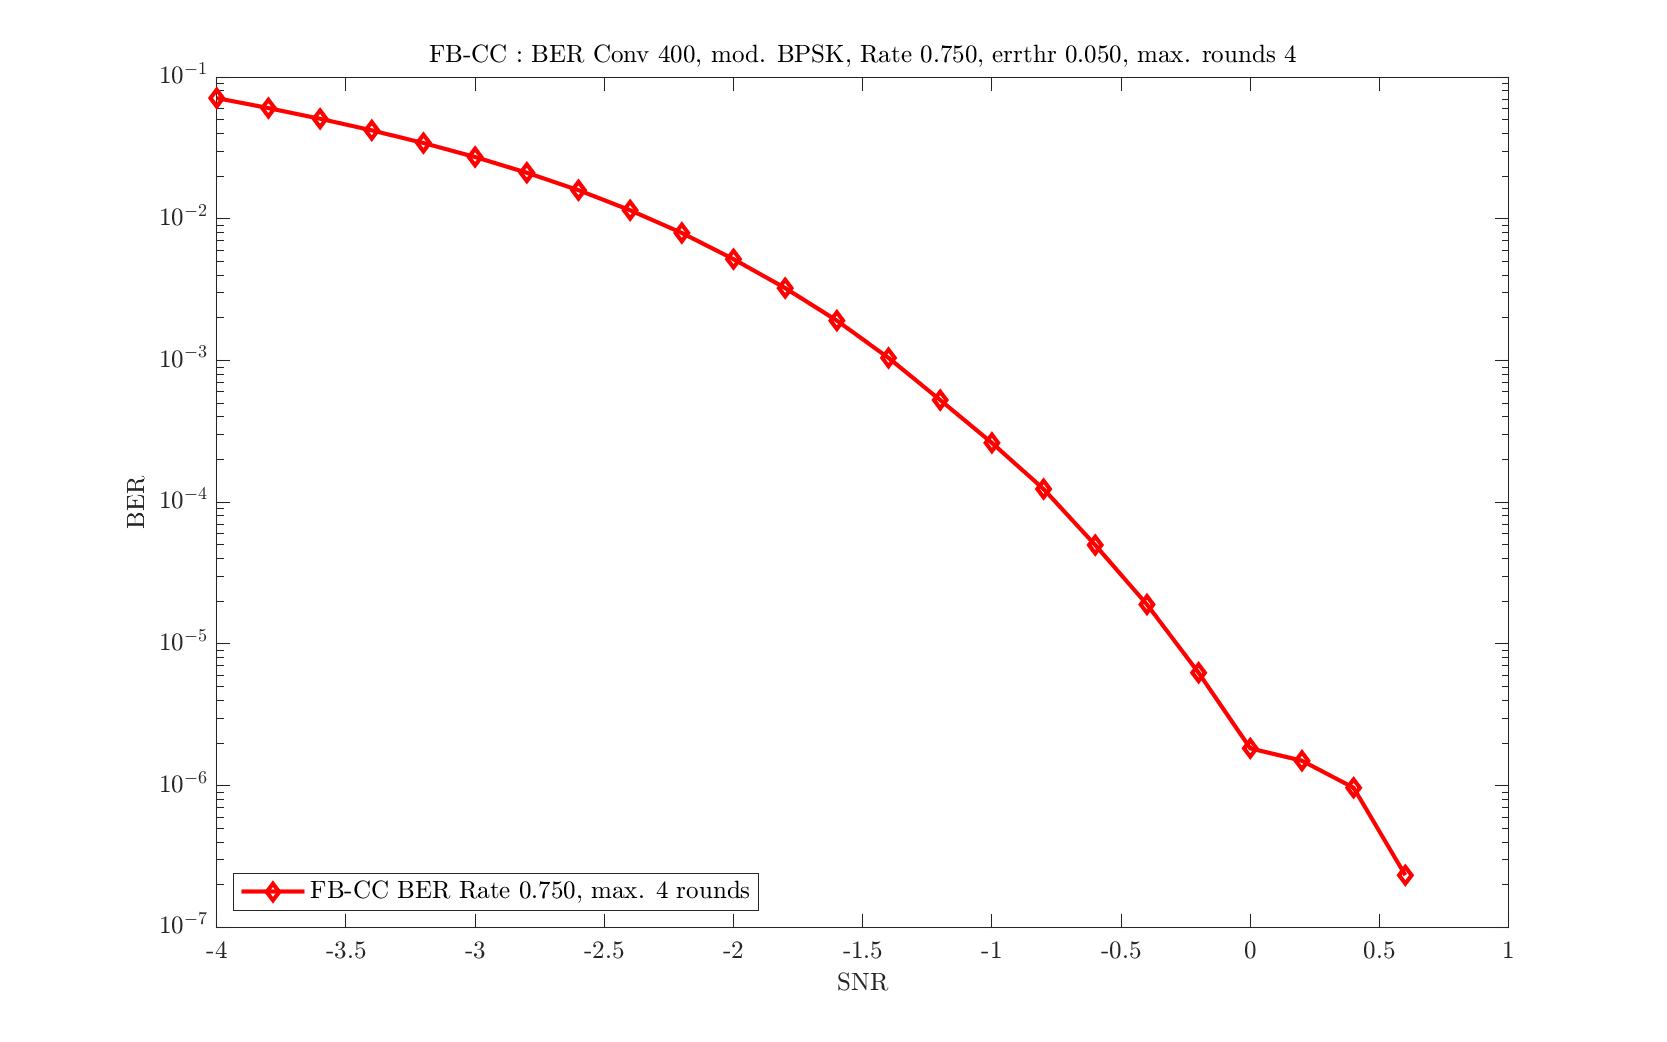 FB-CC : BER Conv 400, mod. BPSK, Rate 0.750, errthr 0.050, max. rounds 4
10⁻¹
10⁻²
10⁻³
10⁻⁴
10⁻⁵
10⁻⁶
10⁻⁷
BER
FB-CC BER Rate 0.750, max. 4 rounds
-4 -3.5 -3 -2.5 -2 -1.5 -1 -0.5 0 0.5 1
SNR